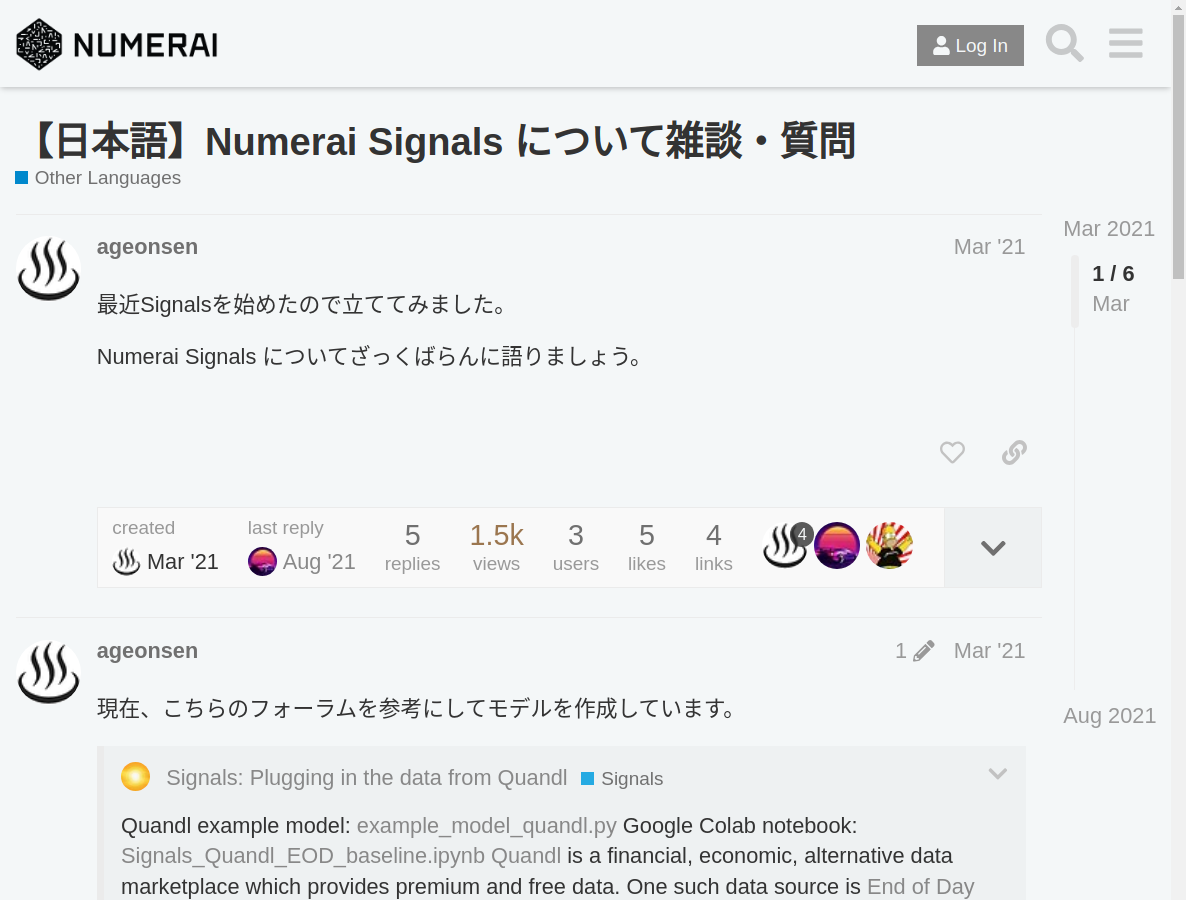 NUMERAI
Log In
【日本語】Numerai Signals について雑談・質問
Other Languages
ageonsen
Mar '21
最近Signalsを始めたので立ててみました。
Numerai Signals についてざっくばらんに語りましょう。
Mar 2021
1 / 6
Mar
created
Mar '21
last reply
Aug '21
5
replies
1.5k
views
3
users
5
likes
4
links
4
ageonsen
1
Mar '21
現在、こちらのフォーラムを参考にしてモデルを作成しています。
Aug 2021
Signals: Plugging in the data from Quandl
Signals
Quandl example model: example_model_quandl.py Google Colab notebook:
Signals_Quandl_EOD_baseline.ipynb Quandl is a financial, economic, alternative data
marketplace which provides premium and free data. One such data source is End of Day